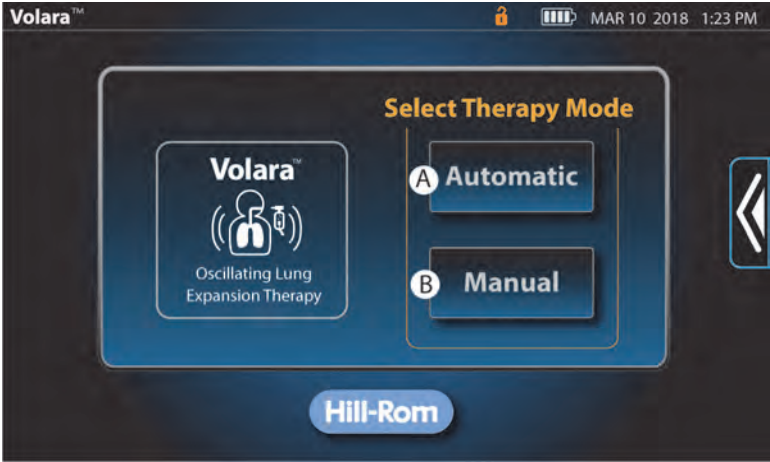 Volara™ MAR 10 2018 1:23 PM
Select Therapy Mode
Volara™
Oscillating Lung
Expansion Therapy
A Automatic
B Manual
Hill-Rom